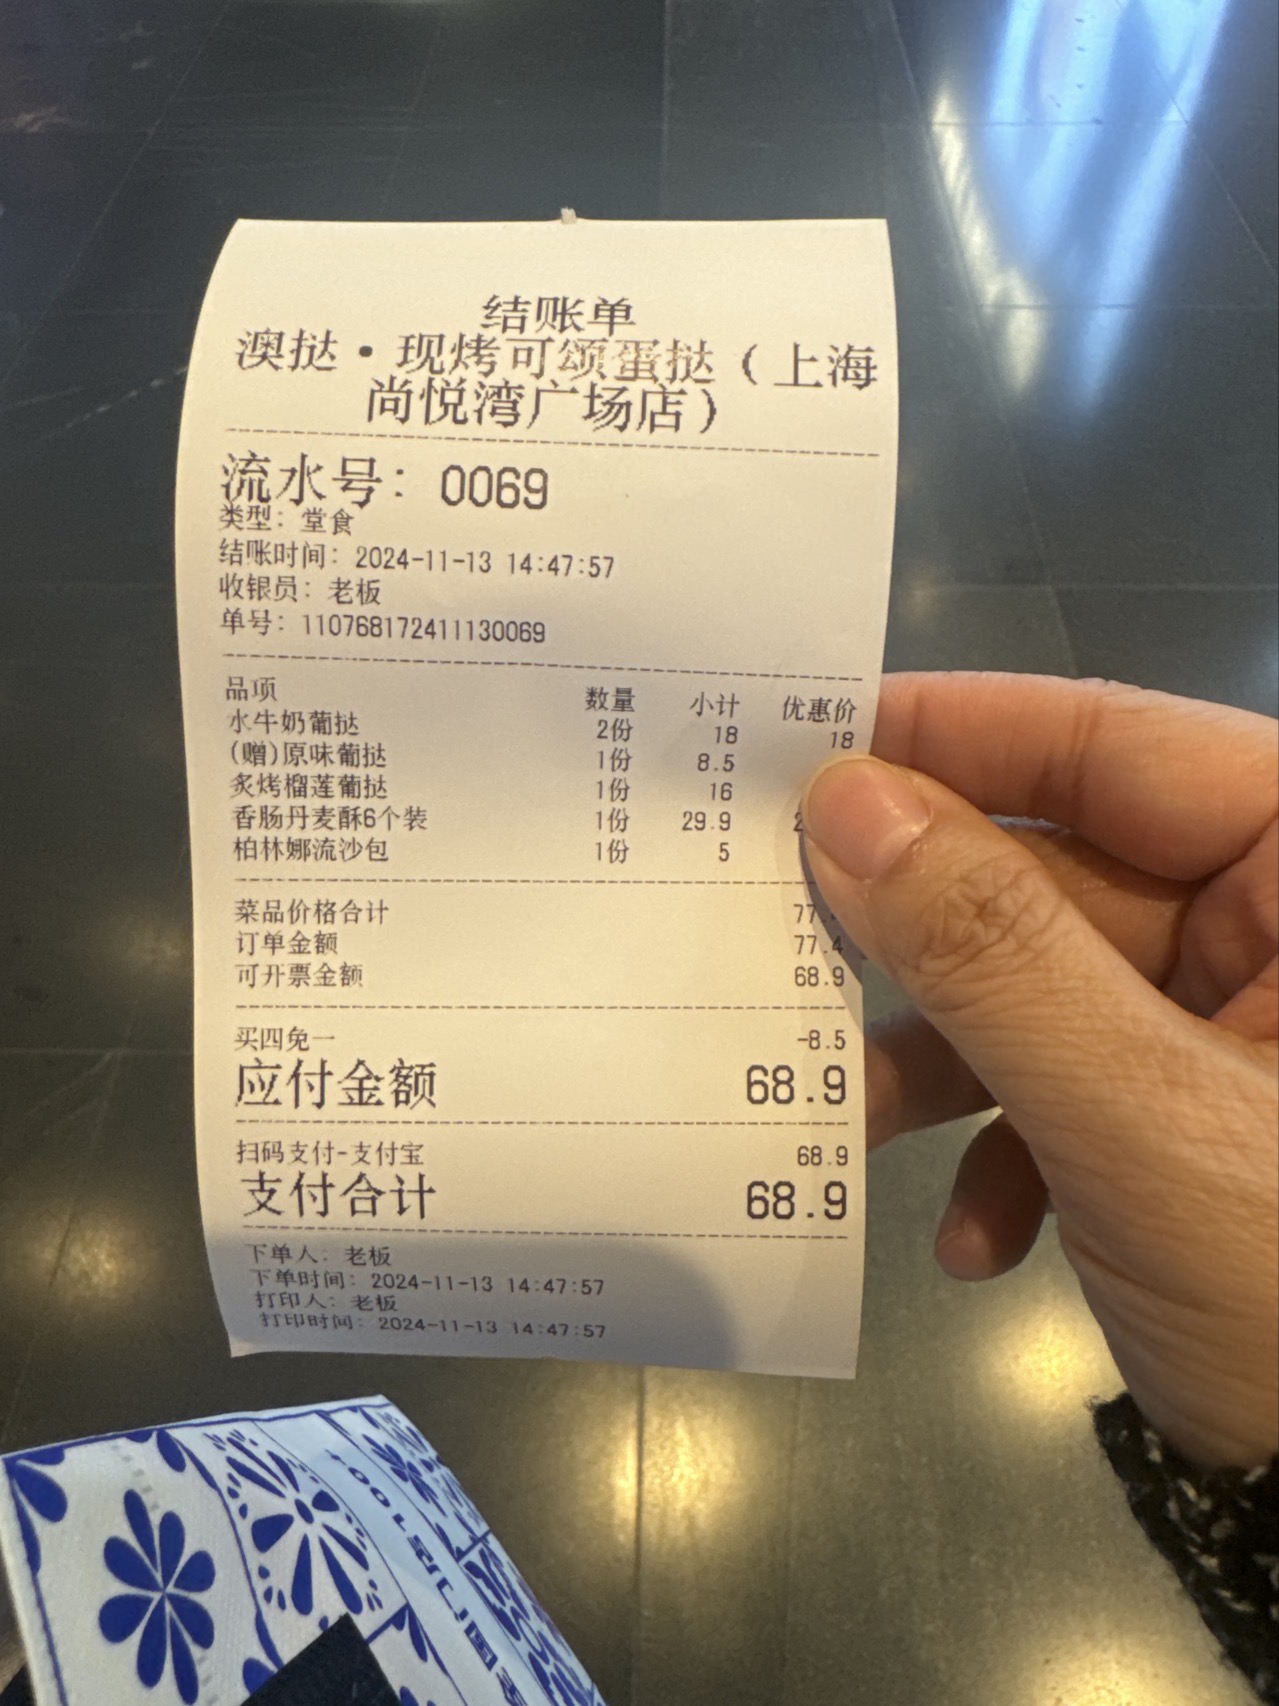 结账单
澳挞·现烤可颂蛋挞（上海
尚悦湾广场店）
流水号：0069
类型：堂食
结账时间：2024-11-13 14:47:57
收银员：老板
单号：110768172411130069
品项 数量 小计 优惠价
水牛奶葡挞 2份 18 18
(赠)原味葡挞 1份 8.5
炙烤榴莲葡挞 1份 16
香肠丹麦酥6个装 1份 29.9
柏林娜流沙包 1份 5
菜品价格合计
订单金额 77.4
可开票金额 68.9
买四免一 -8.5
应付金额 68.9
扫码支付-支付宝 68.9
支付合计 68.9
下单人：老板
下单时间：2024-11-13 14:47:57
打印人：老板
打印时间：2024-11-13 14:47:57